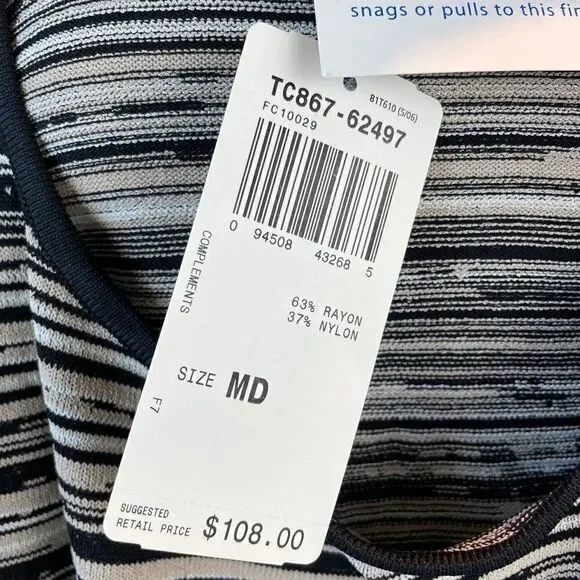 snags or pulls to this fin
TC867-62497
81T610 (5/06)
FC10029
0 94508 43268 5
COMPLEMENTS
63% RAYON
37% NYLON
SIZE MD
F7
SUGGESTED
RETAIL PRICE $108.00